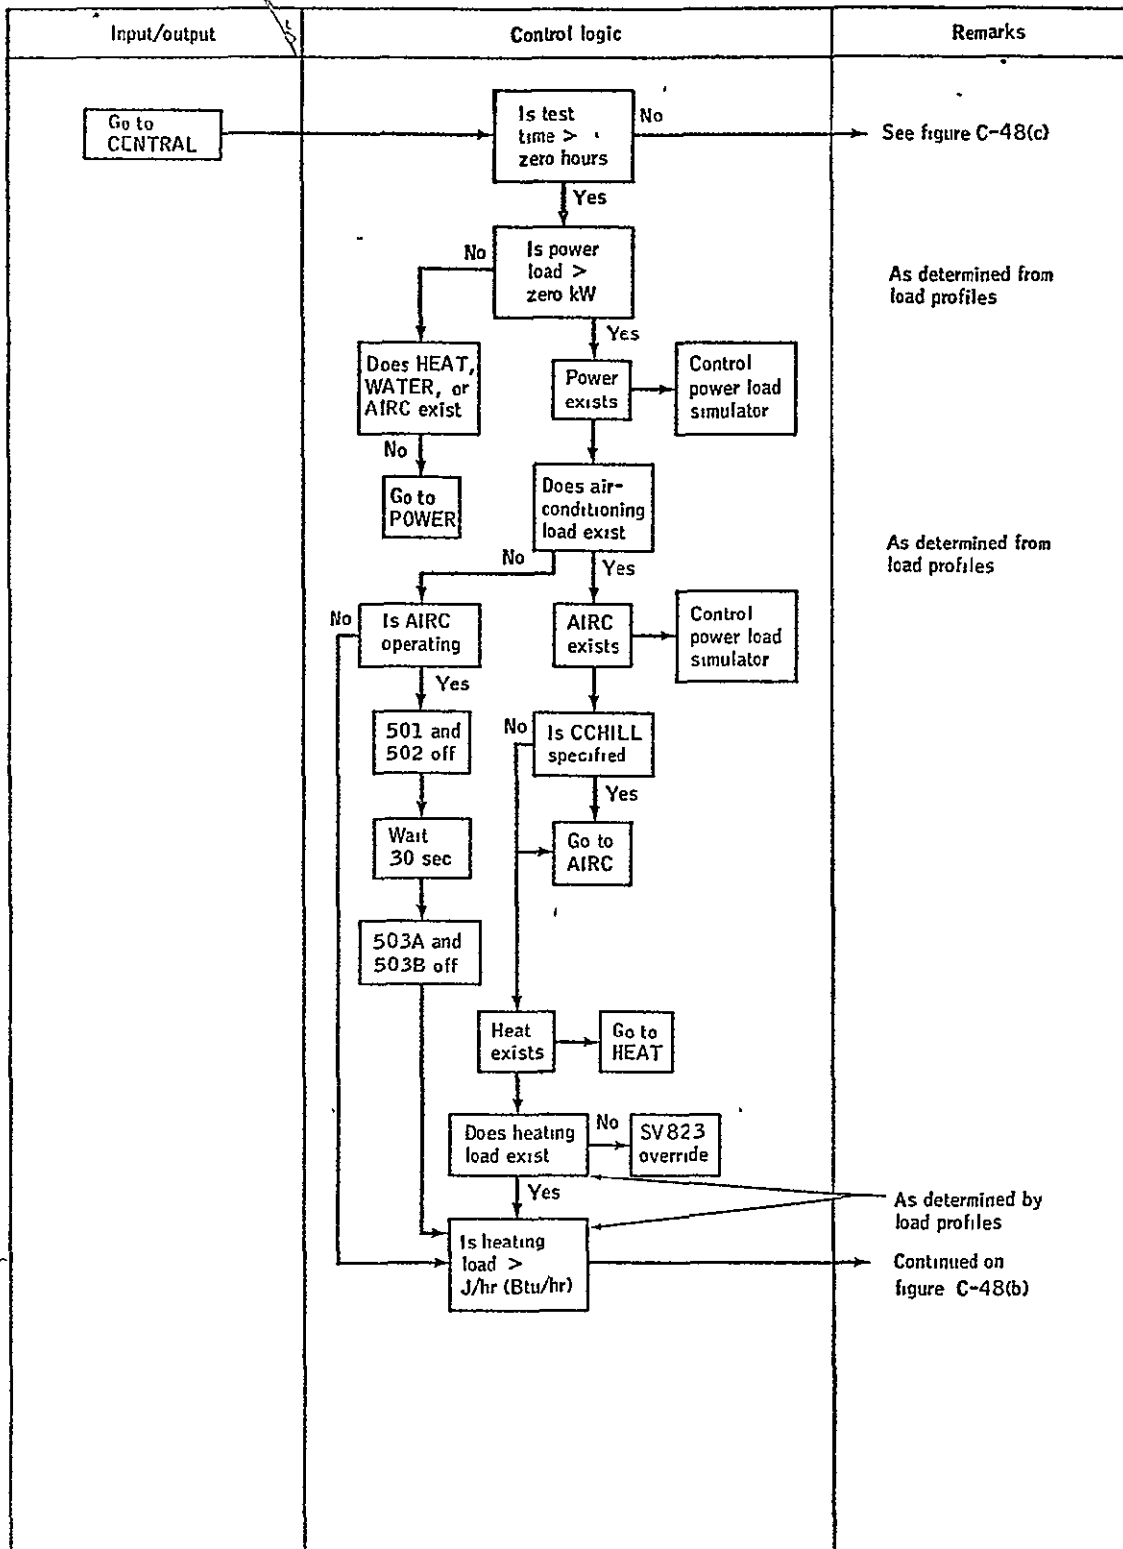 Input/output
Control logic
Remarks
Go to
CENTRAL
Is test
time >
zero hours
No
See figure C-48(c)
Yes
Is power
load >
zero kW
No
As determined from
load profiles
Yes
Does HEAT,
WATER, or
AIRC exist
Power
exists
Control
power load
simulator
No
Go to
POWER
Does air-
conditioning
load exist
As determined from
load profiles
No
Yes
No
Is AIRC
operating
AIRC
exists
Control
power load
simulator
Yes
501 and
502 off
No
Is CCHILL
specified
Yes
Wait
30 sec
Go to
AIRC
503A and
503B off
Heat
exists
Go to
HEAT
Does heating
load exist
No
SV823
override
Yes
As determined by
load profiles
Is heating
load >
J/hr (Btu/hr)
Continued on
figure C-48(b)